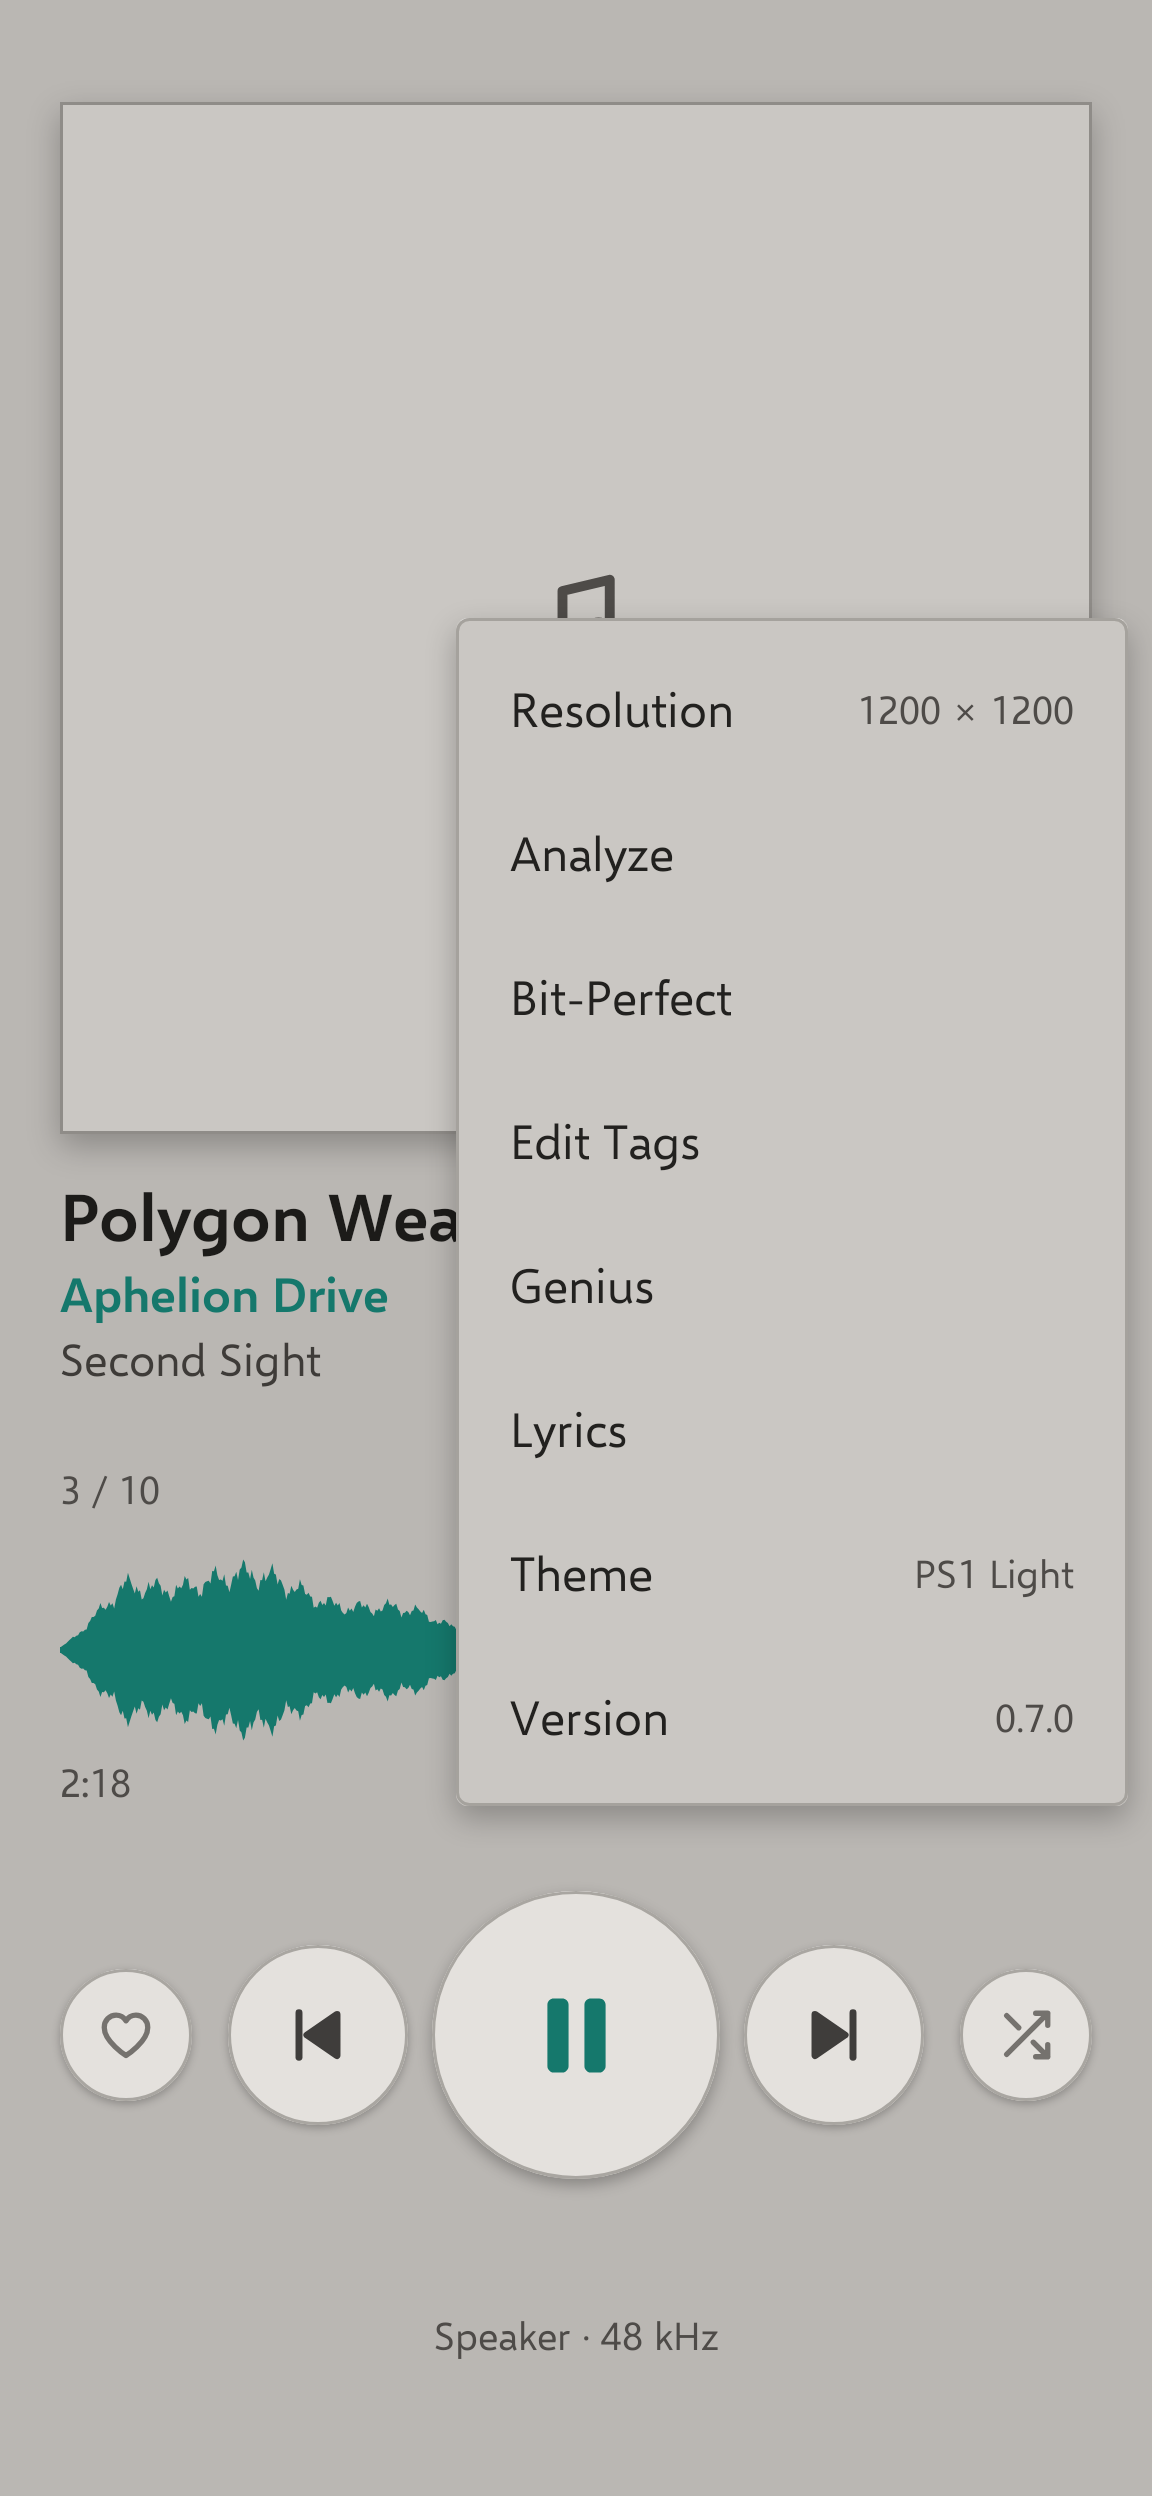 Resolution 1200 × 1200
Analyze
Bit-Perfect
Edit Tags
Genius
Lyrics
Theme PS1 Light
Version 0.7.0
Polygon
Aphelion Drive
Second Sight
3 / 10
2:18
Speaker · 48 kHz